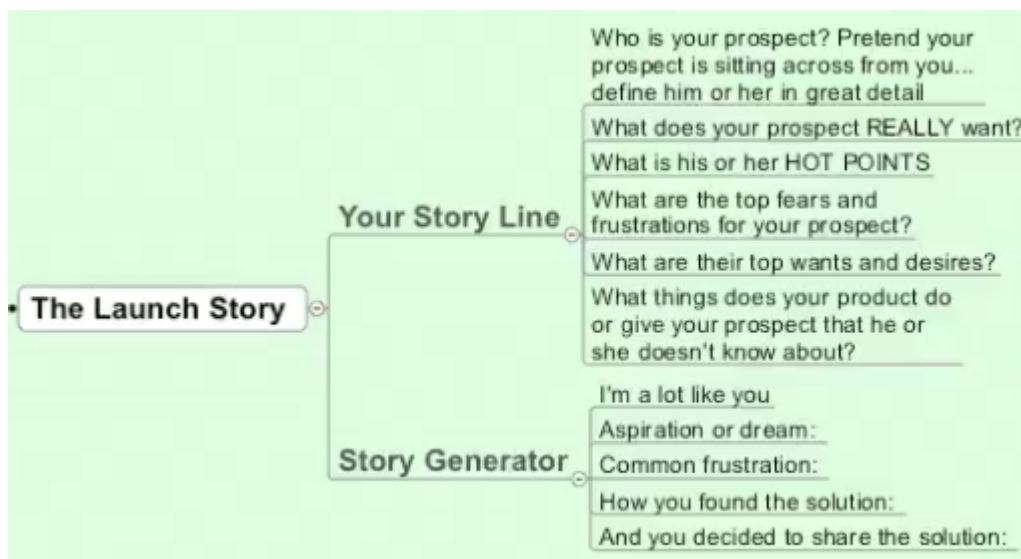 The Launch Story
Your Story Line
Who is your prospect? Pretend your
prospect is sitting across from you...
define him or her in great detail
What does your prospect REALLY want?
What is his or her HOT POINTS
What are the top fears and
frustrations for your prospect?
What are their top wants and desires?
What things does your product do
or give your prospect that he or
she doesn't know about?
Story Generator
I'm a lot like you
Aspiration or dream:
Common frustration:
How you found the solution:
And you decided to share the solution: